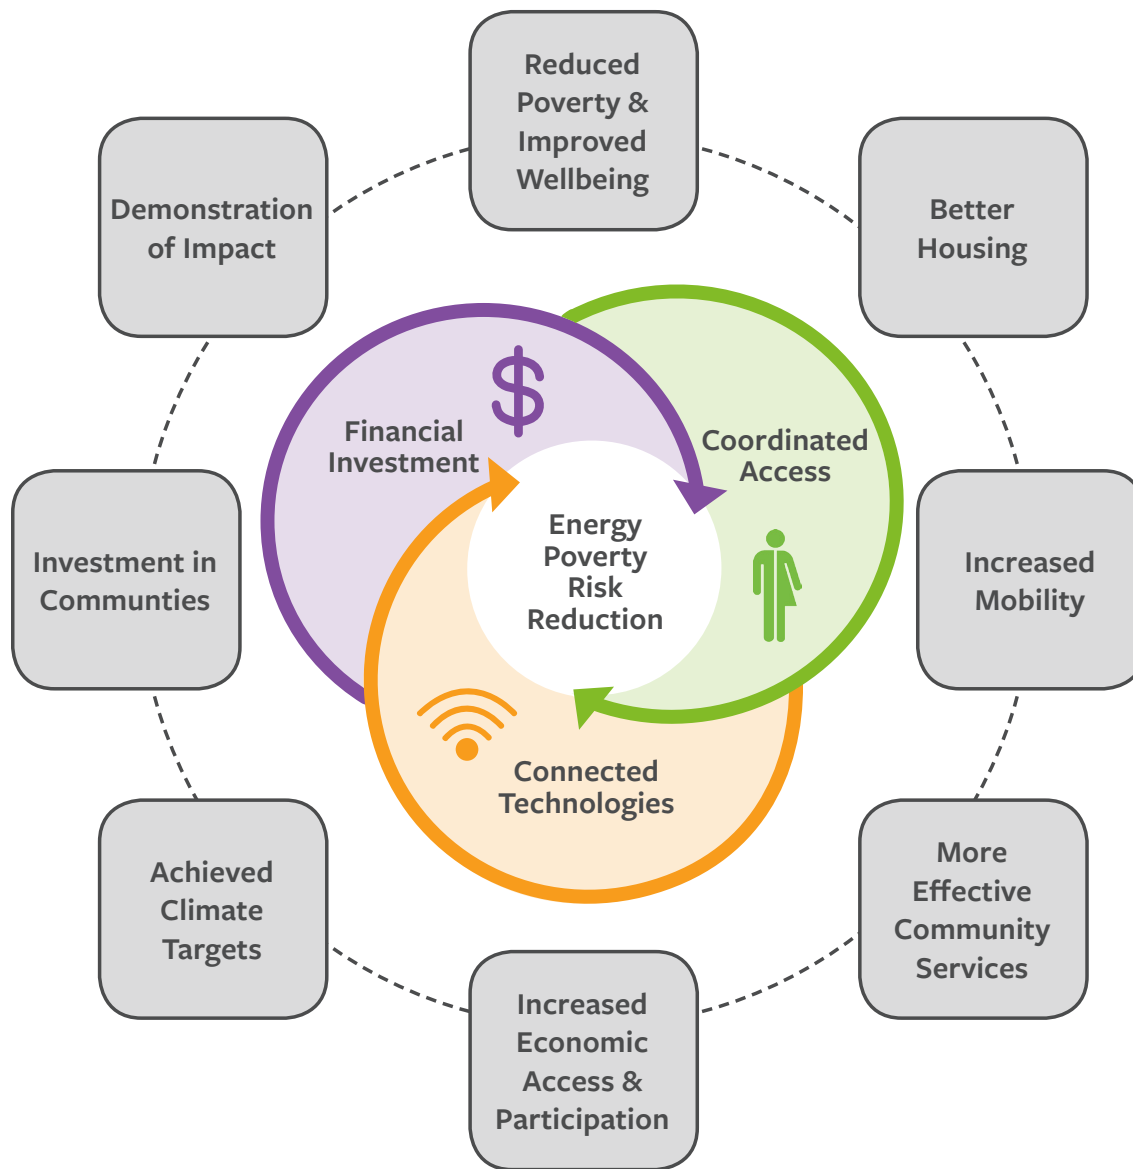 Reduced
Poverty &
Improved
Wellbeing
Demonstration
of Impact
Better
Housing
Financial
Investment
$
Coordinated
Access
Energy
Poverty
Risk
Reduction
Investment in
Communties
Increased
Mobility
Connected
Technologies
Achieved
Climate
Targets
More
Effective
Community
Services
Increased
Economic
Access &
Participation